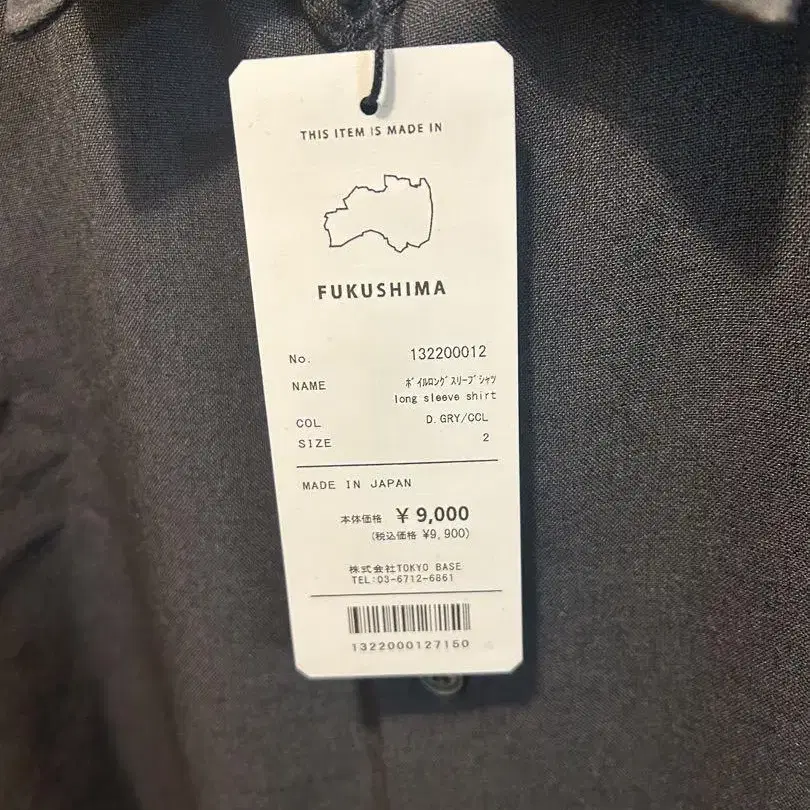 THIS ITEM IS MADE IN
FUKUSHIMA
No. 132200012
NAME ﾎﾞｲﾙﾛﾝｸﾞｽﾘｰﾌﾞｼｬﾂ
long sleeve shirt
COL D.GRY/CCL
SIZE 2
MADE IN JAPAN
本体価格 ¥ 9,000
(税込価格 ¥9,900)
株式会社TOKYO BASE
TEL:03-6712-6861
1322000127150